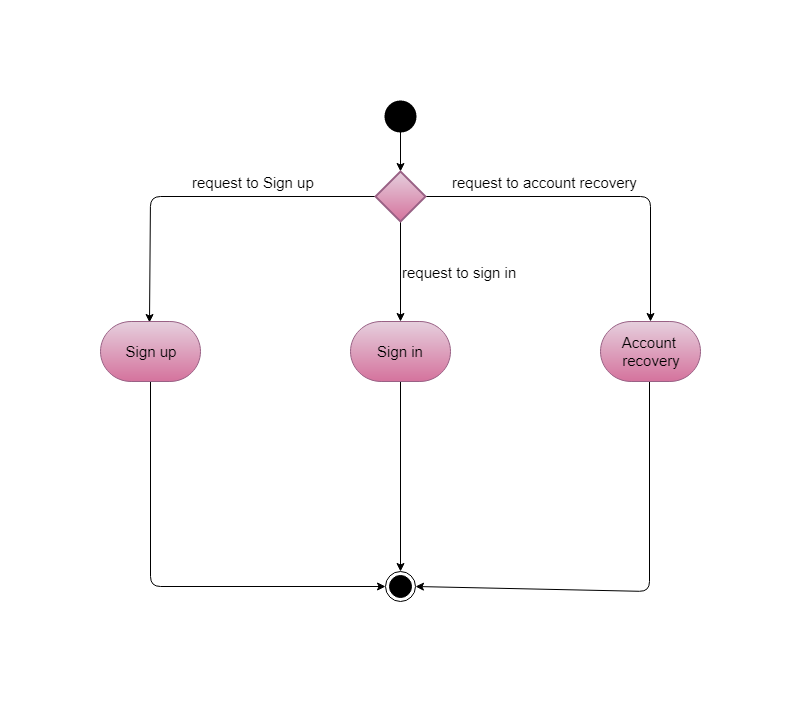 request to Sign up
request to account recovery
request to sign in
Sign up
Sign in
Account
recovery